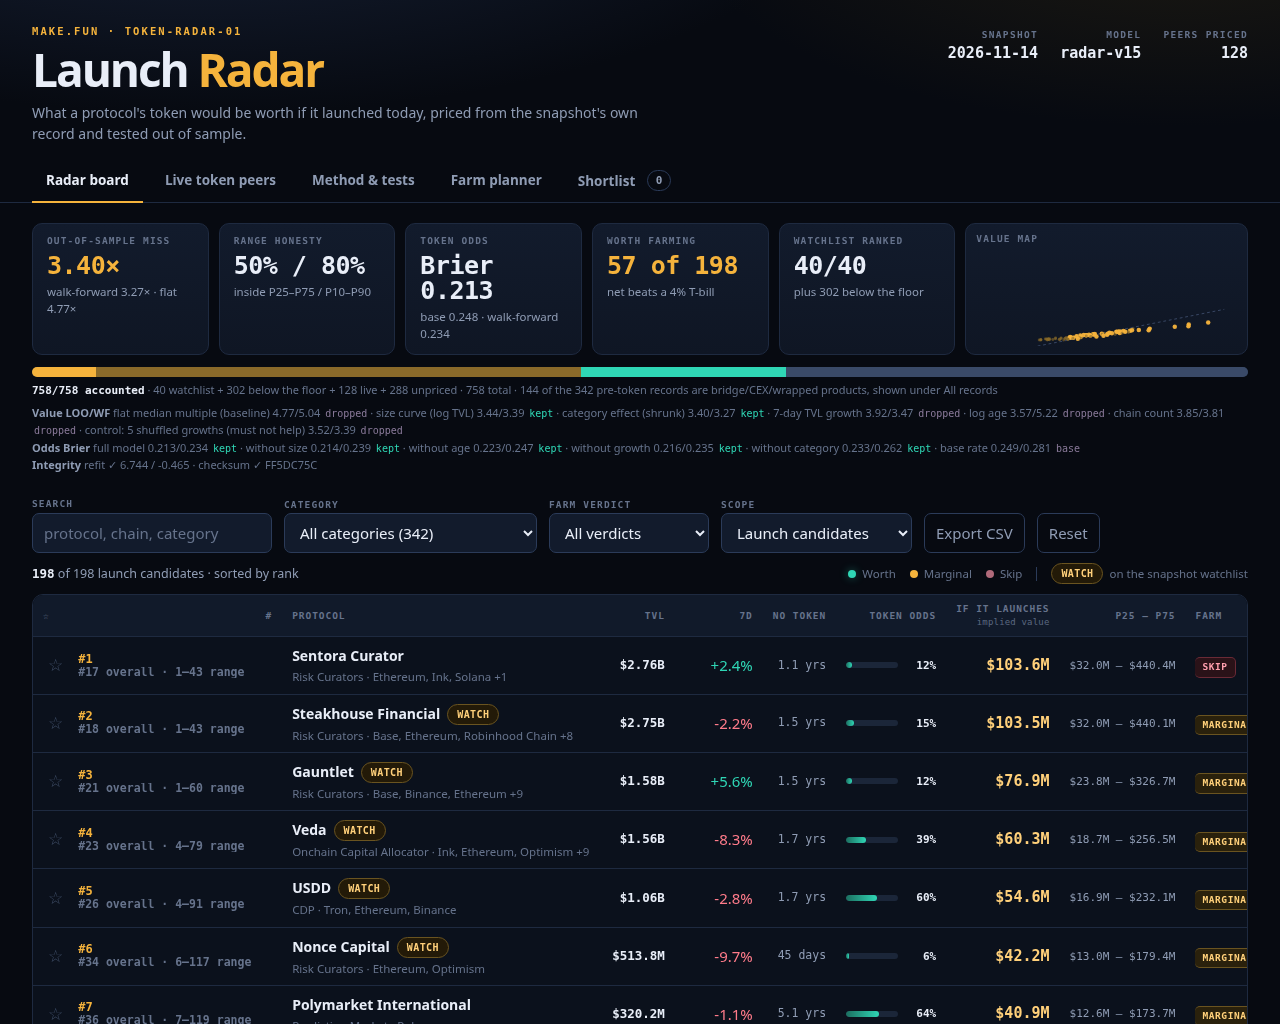 MAKE.FUN · TOKEN-RADAR-01
Launch Radar
What a protocol's token would be worth if it launched today, priced from the snapshot's own
record and tested out of sample.
SNAPSHOT
2026-11-14
MODEL
radar-v15
PEERS PRICED
128
Radar board
Live token peers
Method & tests
Farm planner
Shortlist 0
OUT-OF-SAMPLE MISS
3.40×
walk-forward 3.27× · flat
4.77×
RANGE HONESTY
50% / 80%
inside P25–P75 / P10–P90
TOKEN ODDS
Brier
0.213
base 0.248 · walk-forward
0.234
WORTH FARMING
57 of 198
net beats a 4% T-bill
WATCHLIST RANKED
40/40
plus 302 below the floor
VALUE MAP
758/758 accounted · 40 watchlist + 302 below the floor + 128 live + 288 unpriced · 758 total · 144 of the 342 pre-token records are bridge/CEX/wrapped products, shown under All records
Value LOO/WF flat median multiple (baseline) 4.77/5.04 dropped · size curve (log TVL) 3.44/3.39 kept · category effect (shrunk) 3.40/3.27 kept · 7-day TVL growth 3.92/3.47 dropped · log age 3.57/5.22 dropped · chain count 3.85/3.81
dropped · control: 5 shuffled growths (must not help) 3.52/3.39 dropped
Odds Brier full model 0.213/0.234 kept · without size 0.214/0.239 kept · without age 0.223/0.247 kept · without growth 0.216/0.235 kept · without category 0.233/0.262 kept · base rate 0.249/0.281 base
Integrity refit ✓ 6.744 / -0.465 · checksum ✓ FF5DC75C
SEARCH
protocol, chain, category
CATEGORY
All categories (342)
FARM VERDICT
All verdicts
SCOPE
Launch candidates
Export CSV
Reset
198 of 198 launch candidates · sorted by rank
Worth
Marginal
Skip
WATCH on the snapshot watchlist
# PROTOCOL TVL 7D NO TOKEN TOKEN ODDS IF IT LAUNCHES implied value P25 — P75 FARM
#1
#17 overall · 1–43 range
Sentora Curator
Risk Curators · Ethereum, Ink, Solana +1
$2.76B +2.4% 1.1 yrs 12% $103.6M $32.0M — $440.4M SKIP
#2
#18 overall · 1–43 range
Steakhouse Financial WATCH
Risk Curators · Base, Ethereum, Robinhood Chain +8
$2.75B -2.2% 1.5 yrs 15% $103.5M $32.0M — $440.1M MARGINA
#3
#21 overall · 1–60 range
Gauntlet WATCH
Risk Curators · Base, Binance, Ethereum +9
$1.58B +5.6% 1.5 yrs 12% $76.9M $23.8M — $326.7M MARGINA
#4
#23 overall · 4–79 range
Veda WATCH
Onchain Capital Allocator · Ink, Ethereum, Optimism +9
$1.56B -8.3% 1.7 yrs 39% $60.3M $18.7M — $256.5M MARGINA
#5
#26 overall · 4–91 range
USDD WATCH
CDP · Tron, Ethereum, Binance
$1.06B -2.8% 1.7 yrs 60% $54.6M $16.9M — $232.1M MARGINA
#6
#34 overall · 6–117 range
Nonce Capital WATCH
Risk Curators · Ethereum, Optimism
$513.8M -9.7% 45 days 6% $42.2M $13.0M — $179.4M MARGINA
#7
#36 overall · 7–119 range
Polymarket International
$320.2M -1.1% 5.1 yrs 64% $40.9M $12.6M — $173.7M MARGINA